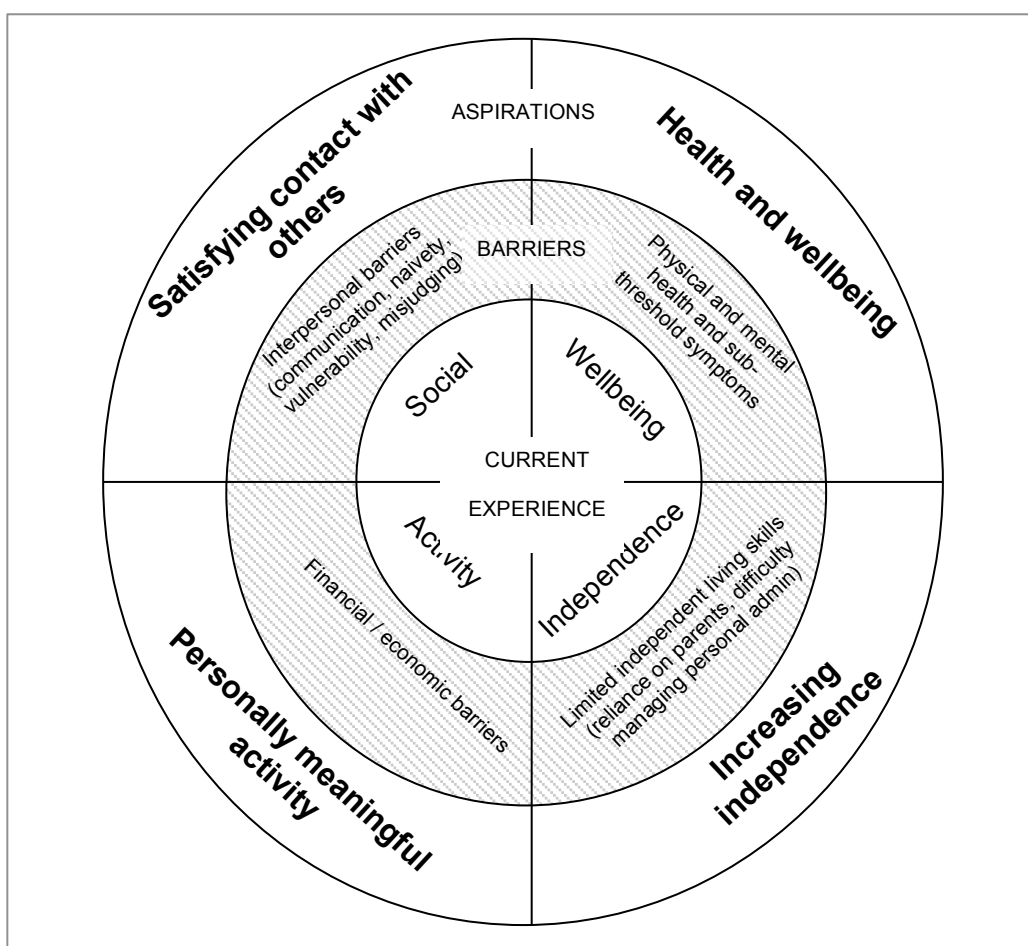 ASPIRATIONS
Satisfying contact with
others
Health and wellbeing
BARRIERS
Interpersonal barriers
(communication, naivety,
vulnerability, misjudging)
Physical and mental
health and sub-
threshold symptoms
Social
Wellbeing
CURRENT
EXPERIENCE
Activity
Independence
Financial / economic barriers
Limited independent living skills
(reliance on parents, difficulty
managing personal admin)
Personally meaningful
activity
Increasing
independence